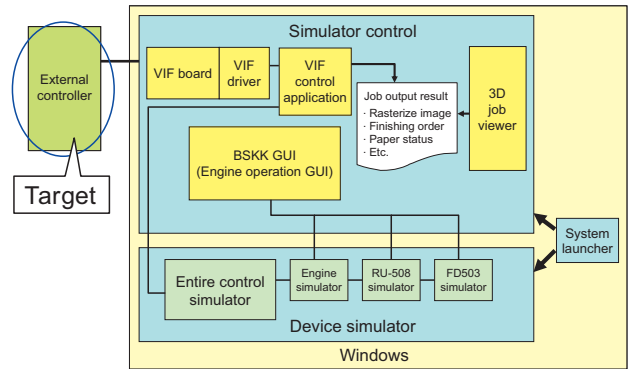 Simulator control
External
controller
Target
VIF board
VIF
driver
VIF
control
application
Job output result
· Rasterize image
· Finishing order
· Paper status
· Etc.
3D
job
viewer
BSKK GUI
(Engine operation GUI)
System
launcher
Entire control
simulator
Engine
simulator
RU-508
simulator
FD503
simulator
Device simulator
Windows